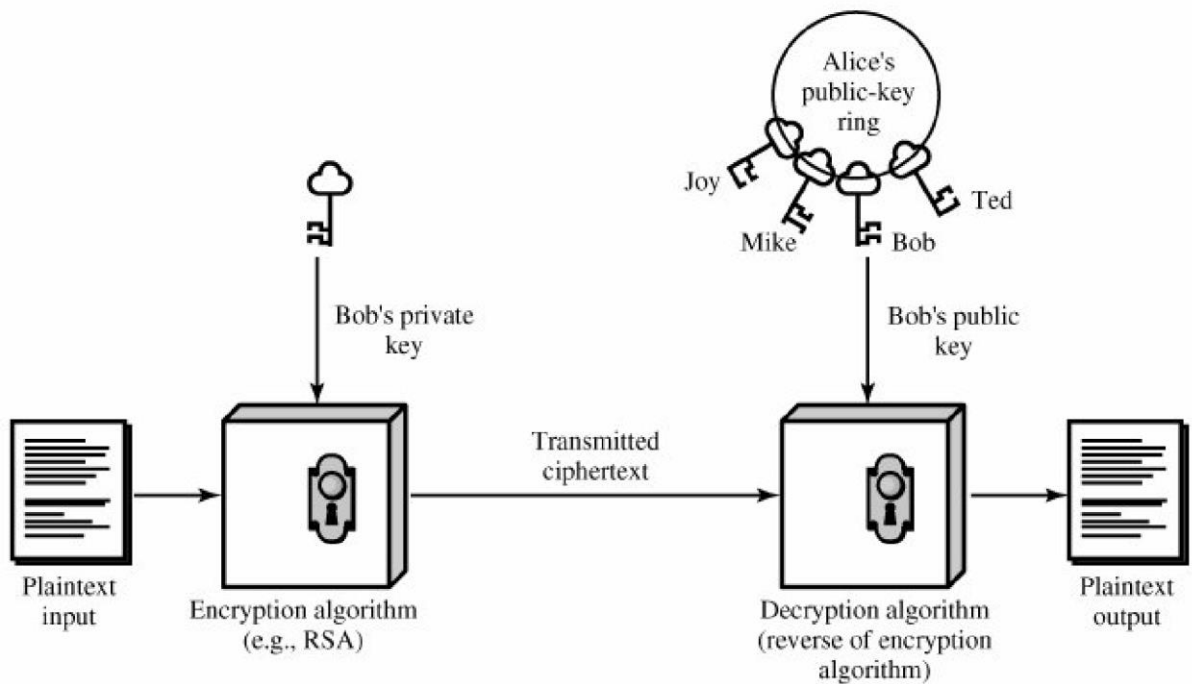 Alice's
public-key
ring
Joy
Mike
Bob
Ted
Bob's private
key
Bob's public
key
Transmitted
ciphertext
Plaintext
input
Encryption algorithm
(e.g., RSA)
Decryption algorithm
(reverse of encryption
algorithm)
Plaintext
output